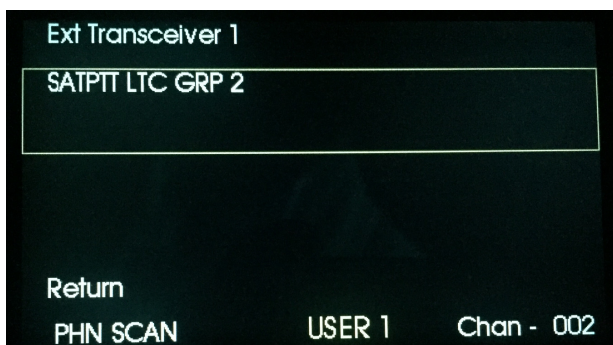 Ext Transceiver 1
SATPTT LTC GRP 2
Return
PHN SCAN USER 1 Chan - 002